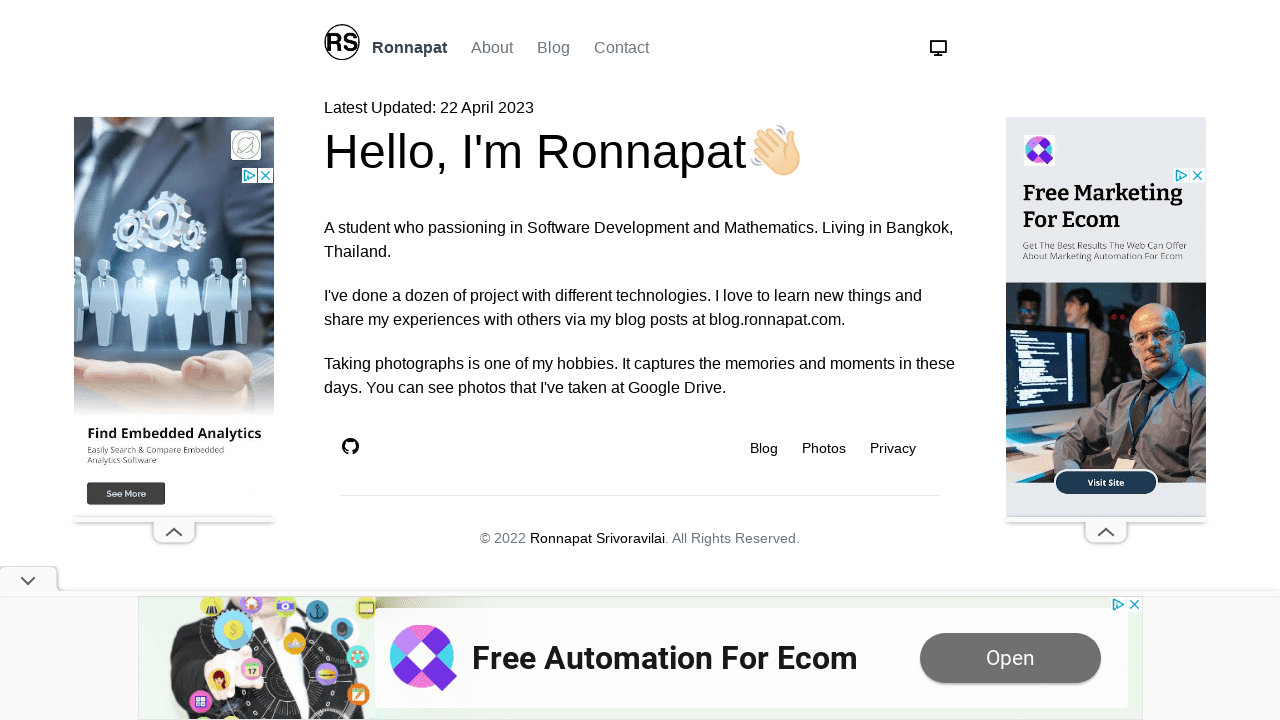 RS
Ronnapat About Blog Contact
Latest Updated: 22 April 2023
Hello, I'm Ronnapat👋🏻
A student who passioning in Software Development and Mathematics. Living in Bangkok,
Thailand.
I've done a dozen of project with different technologies. I love to learn new things and
share my experiences with others via my blog posts at blog.ronnapat.com.
Taking photographs is one of my hobbies. It captures the memories and moments in these
days. You can see photos that I've taken at Google Drive.
Blog Photos Privacy
© 2022 Ronnapat Srivoravilai. All Rights Reserved.
Find Embedded Analytics
Easily Search & Compare Embedded
Analytics Software
See More
Free Marketing
For Ecom
Get The Best Results The Web Can Offer
About Marketing Automation For Ecom
Visit Site
17
Free Automation For Ecom
Open